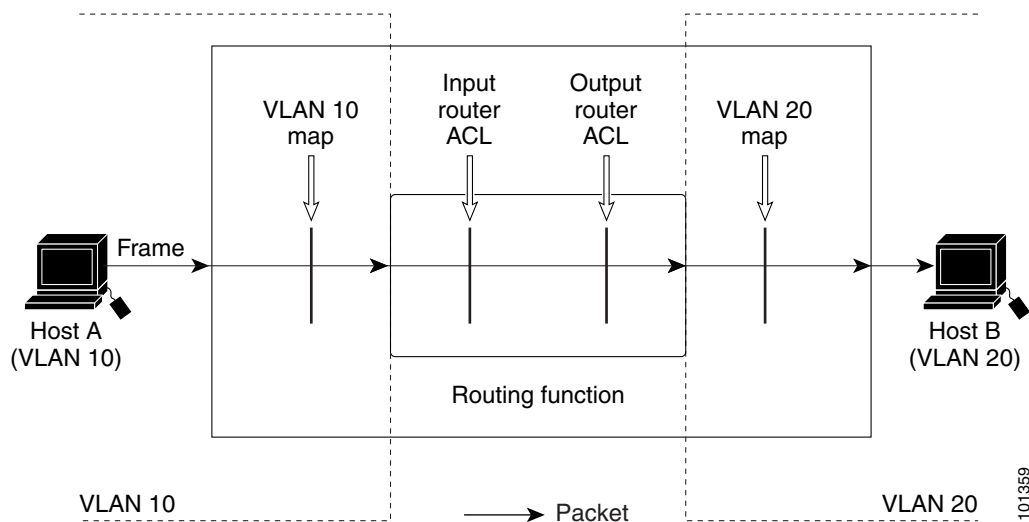 VLAN 10
map
Input
router
ACL
Output
router
ACL
VLAN 20
map
Frame
Host A
(VLAN 10)
Host B
(VLAN 20)
Routing function
VLAN 10
Packet
VLAN 20
101359